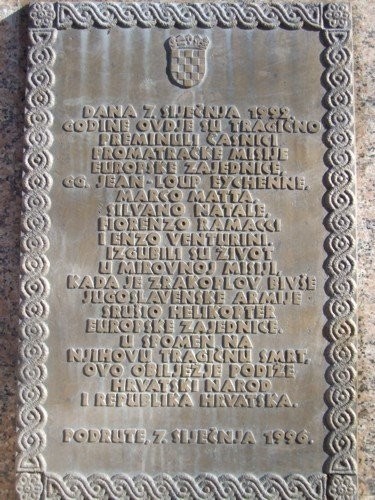 DANA 7. SIJEČNJA 1992.
GODINE OVDJE SU TRAGIČNO
PREMINULI ČASNICI
PROMATRAČKE MISIJE
EUROPSKE ZAJEDNICE,
GG. JEAN-LOUP EYCHENNE,
MARCO MATTA,
SILVANO NATALE,
FIORENZO RAMACCI
I ENZO VENTURINI.
IZGUBILI SU ŽIVOT
U MIROVNOJ MISIJI,
KADA JE ZRAKOPLOV BIVŠE
JUGOSLAVENSKE ARMIJE
SRUŠIO HELIKOPTER
EUROPSKE ZAJEDNICE.
U SPOMEN NA
NJIHOVU TRAGIČNU SMRT,
OVO OBILJEŽJE PODIŽE
HRVATSKI NAROD
I REPUBLIKA HRVATSKA.
PODRUTE, 7. SIJEČNJA 1996.